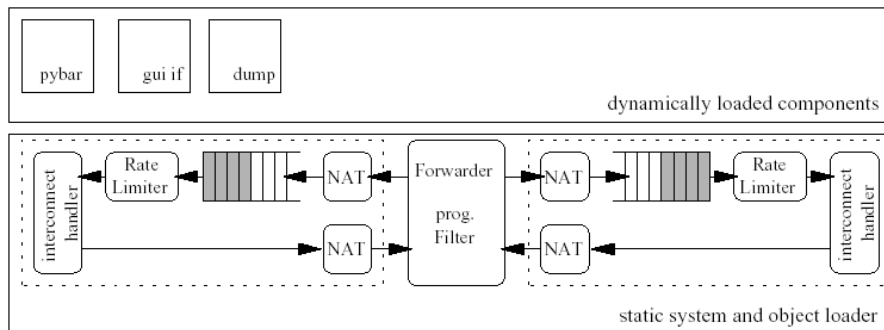 pybar
gui if
dump
dynamically loaded components
interconnect
handler
Rate
Limiter
NAT
Forwarder
prog.
Filter
NAT
NAT
Rate
Limiter
NAT
interconnect
handler
static system and object loader